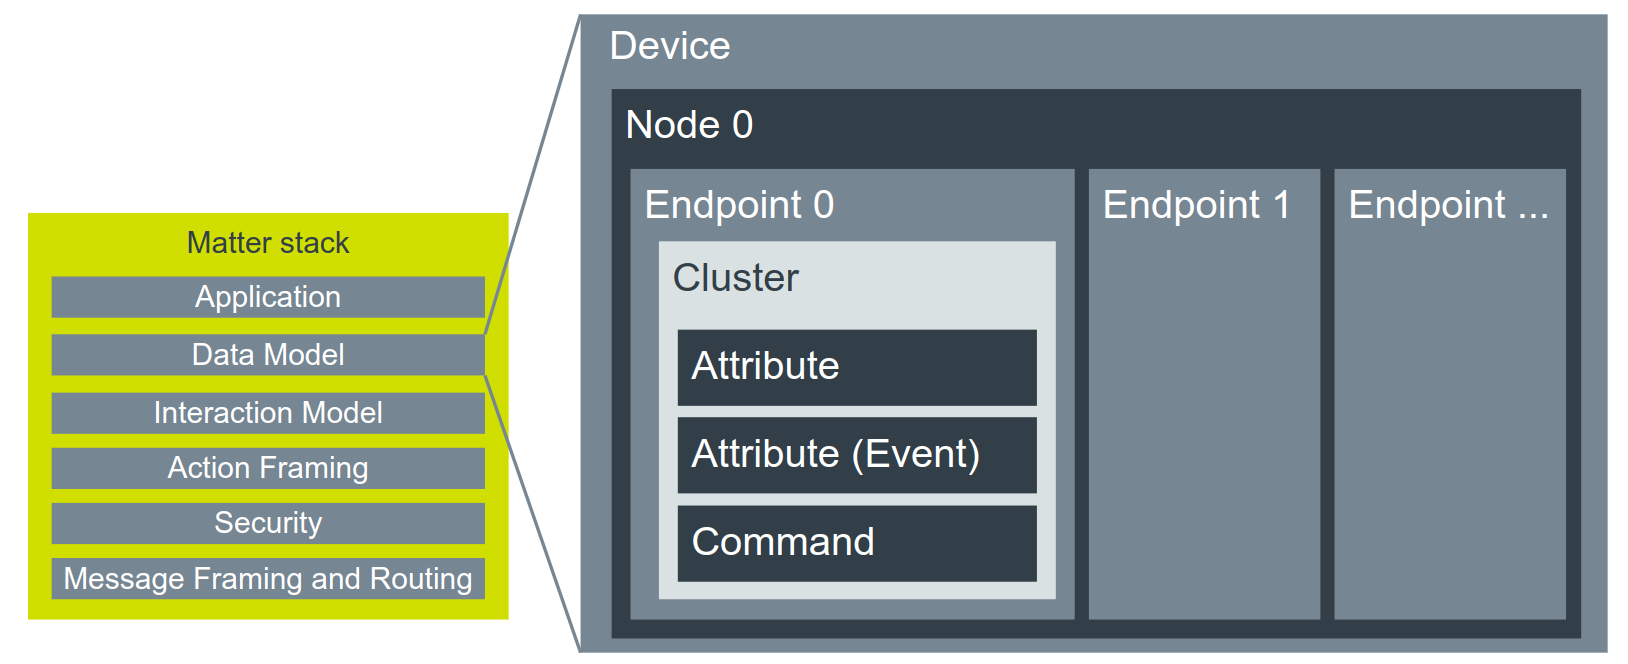 Matter stack
Application
Data Model
Interaction Model
Action Framing
Security
Message Framing and Routing
Device
Node 0
Endpoint 0
Cluster
Attribute
Attribute (Event)
Command
Endpoint 1
Endpoint ...